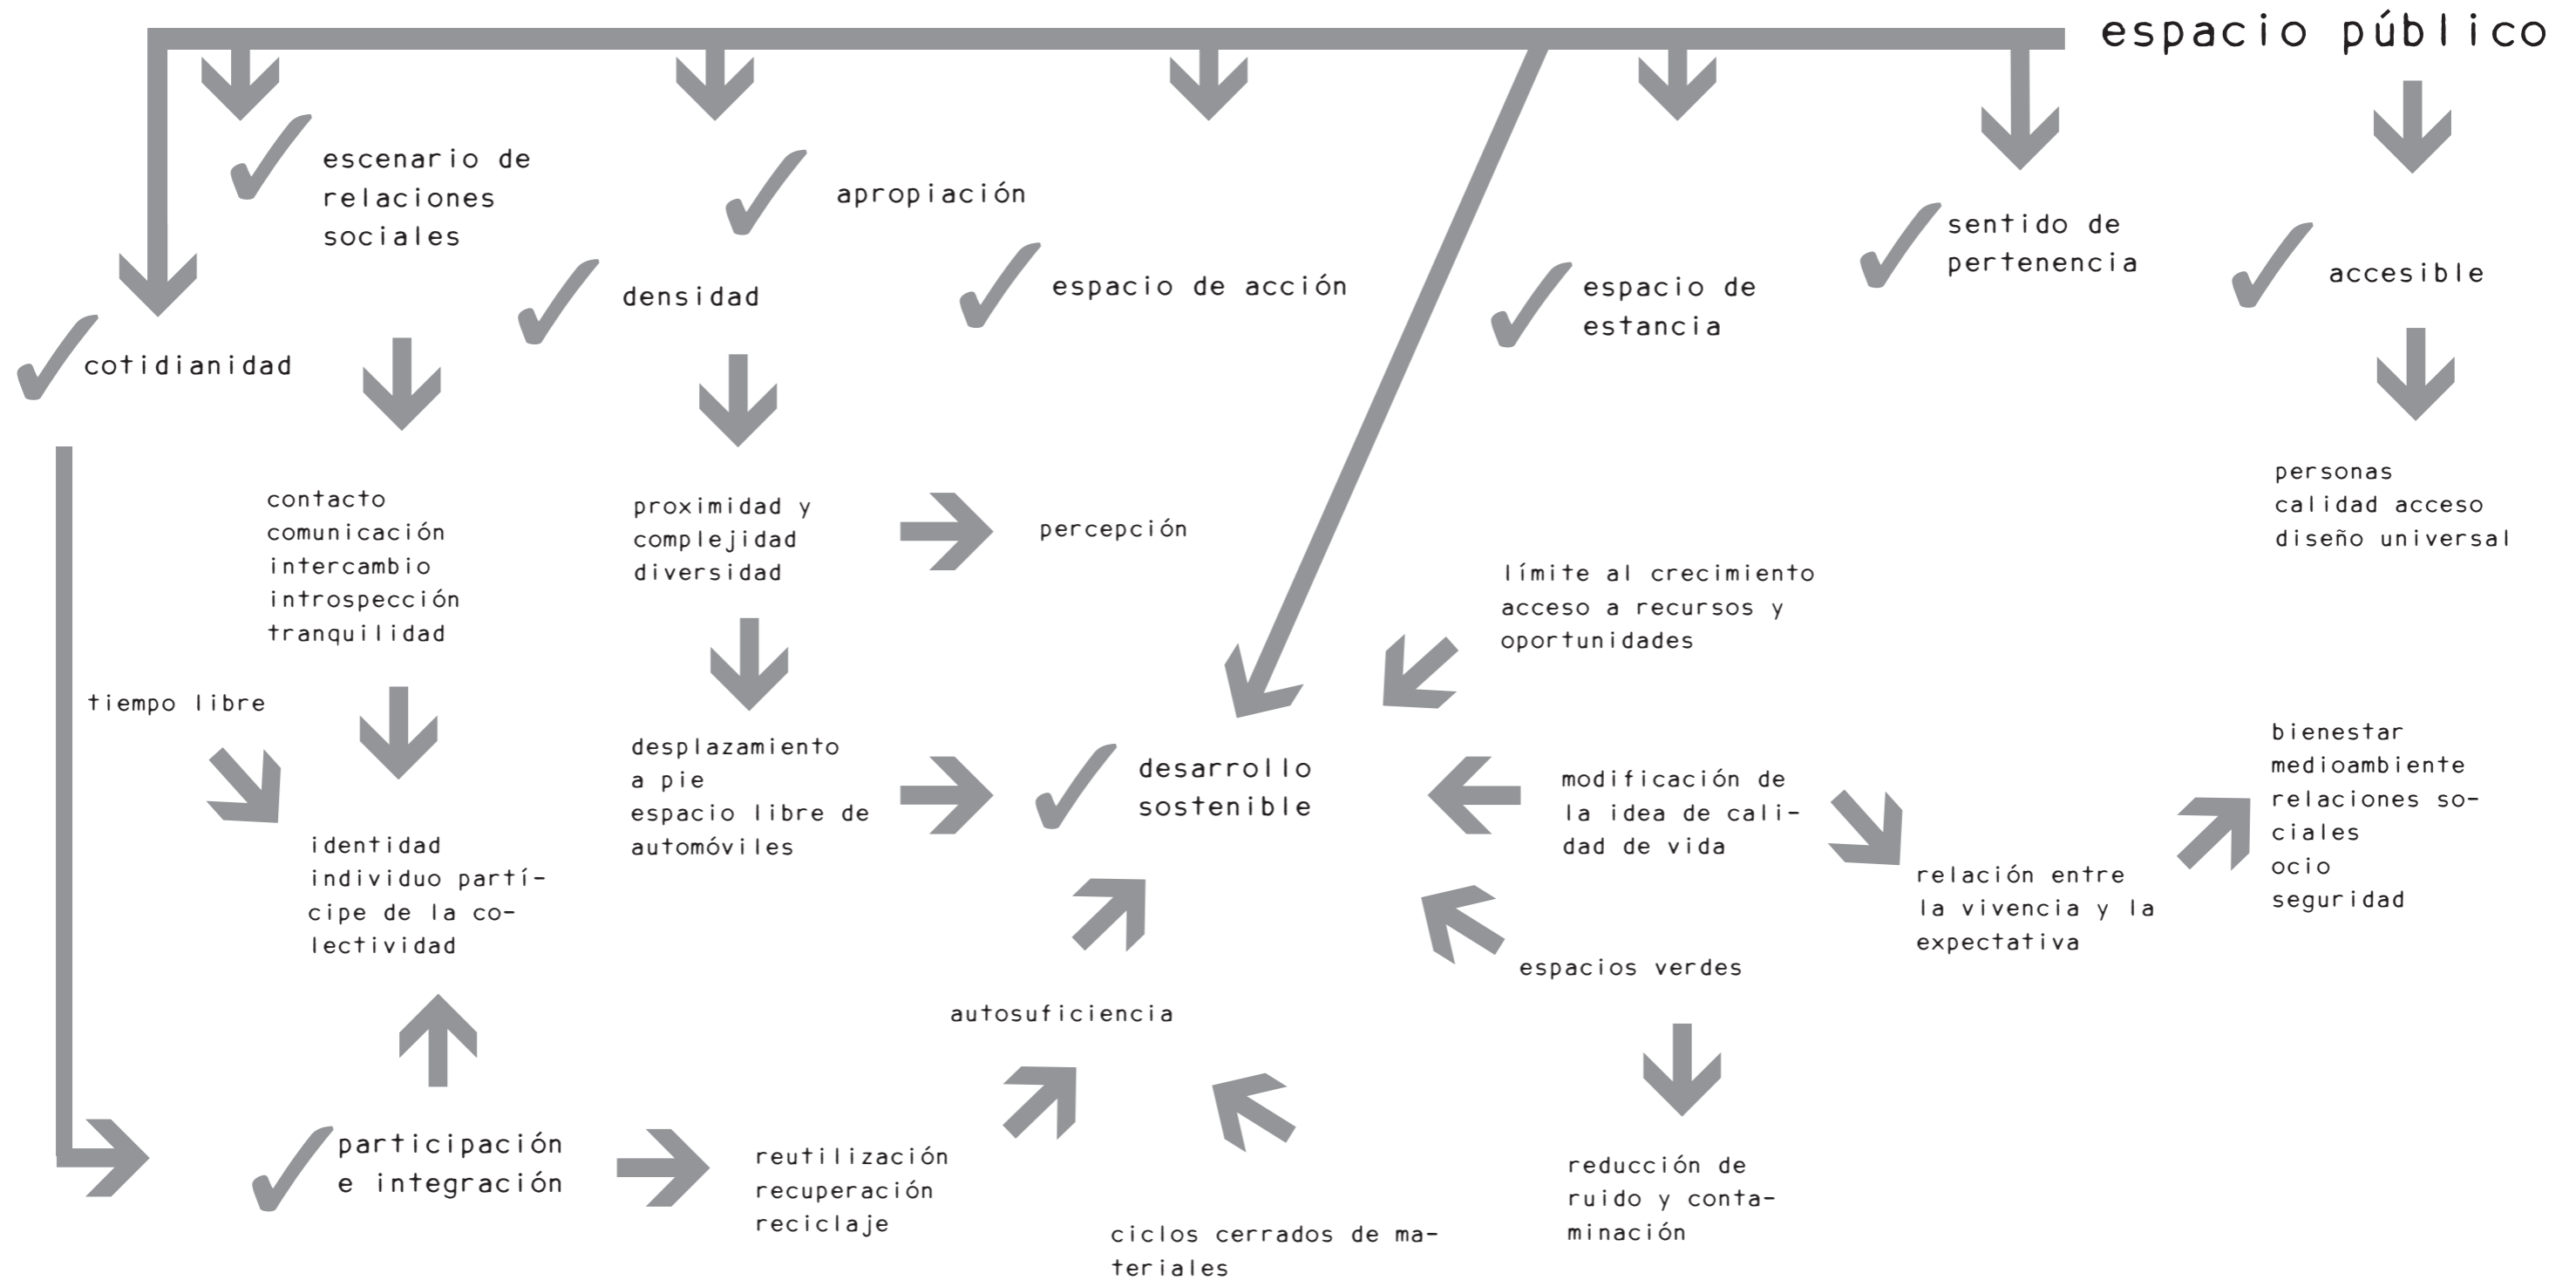 espacio público
escenario de
relaciones
sociales
apropiación
sentido de
pertenencia
accesible
densidad
espacio de acción
espacio de
estancia
cotidianidad
contacto
comunicación
intercambio
introspección
tranquilidad
proximidad y
complejidad
diversidad
percepción
personas
calidad acceso
diseño universal
límite al crecimiento
acceso a recursos y
oportunidades
tiempo libre
desplazamiento
a pie
espacio libre de
automóviles
desarrollo
sostenible
modificación de
la idea de cali-
dad de vida
bienestar
medioambiente
relaciones so-
ciales
ocio
seguridad
identidad
individuo partí-
cipe de la co-
lectividad
relación entre
la vivencia y la
expectativa
espacios verdes
autosuficiencia
participación
e integración
reutilización
recuperación
reciclaje
ciclos cerrados de ma-
teriales
reducción de
ruido y conta-
minación